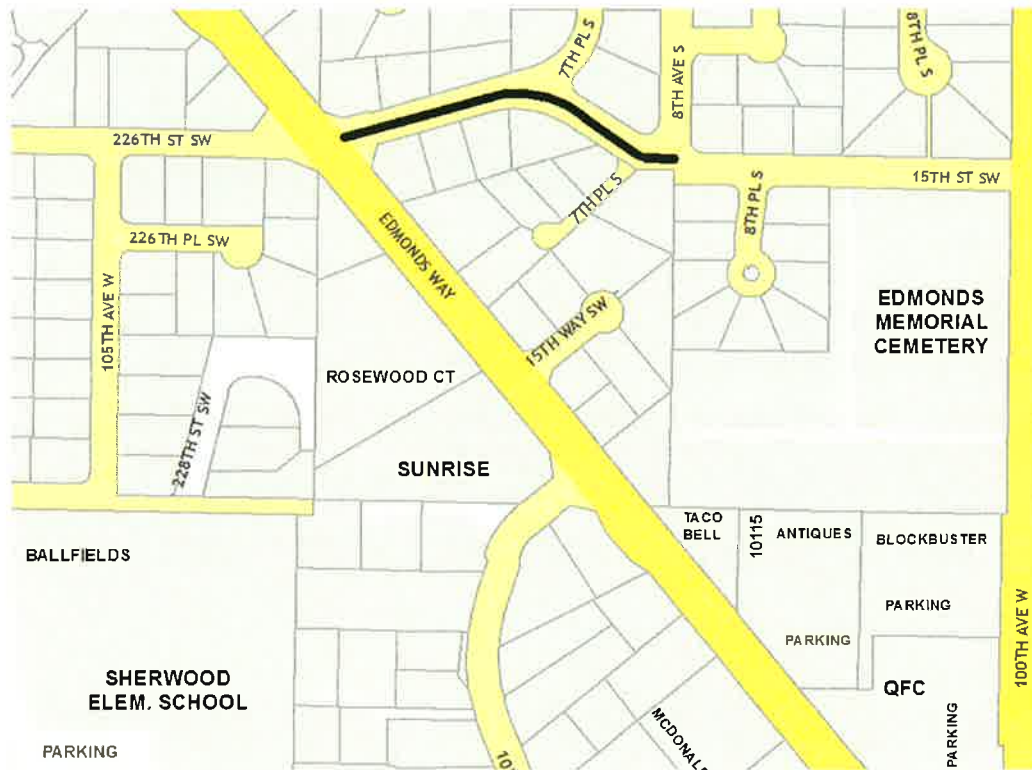 7TH PL S
8TH AVE S
8TH PL S
226TH ST SW
15TH ST SW
7TH PL S
8TH PL S
226TH PL SW
EDMONDS WAY
105TH AVE W
EDMONDS
MEMORIAL
CEMETERY
15TH WAY SW
ROSEWOOD CT
228TH ST SW
SUNRISE
TACO
BELL
10115
ANTIQUES
BLOCKBUSTER
BALLFIELDS
PARKING
PARKING
100TH AVE W
SHERWOOD
ELEM. SCHOOL
QFC
MCDONAL
PARKING
PARKING